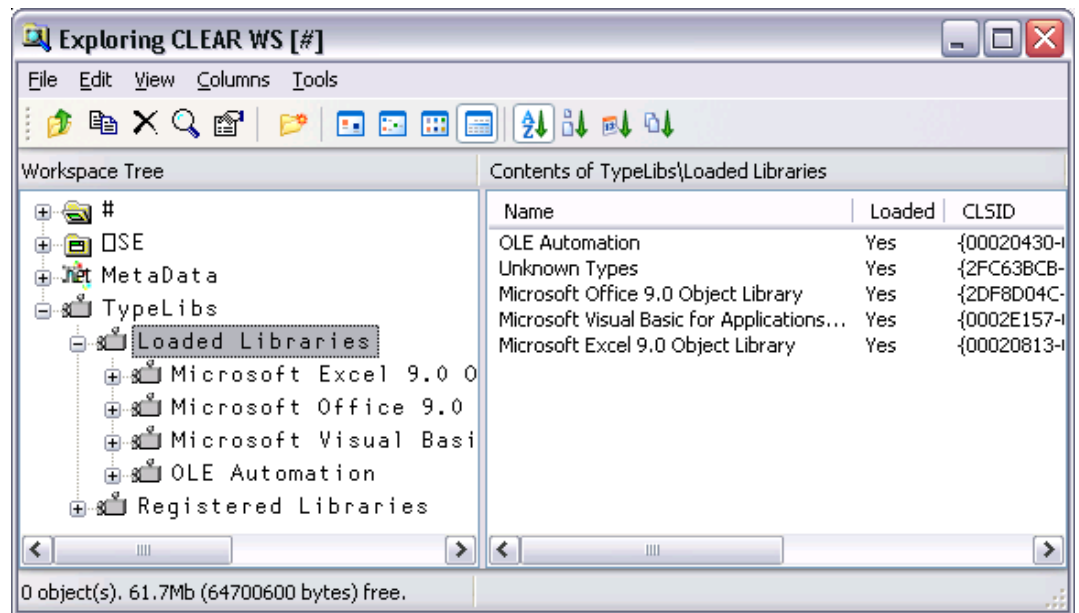 Exploring CLEAR WS [#]
File Edit View Columns Tools
Workspace Tree
Contents of TypeLibs\Loaded Libraries
#
⎕SE
MetaData
TypeLibs
Loaded Libraries
Microsoft Excel 9.0 O
Microsoft Office 9.0
Microsoft Visual Basi
OLE Automation
Registered Libraries
Name Loaded CLSID
OLE Automation Yes {00020430-
Unknown Types Yes {2FC63BCB-
Microsoft Office 9.0 Object Library Yes {2DF8D04C-
Microsoft Visual Basic for Applications... Yes {0002E157-
Microsoft Excel 9.0 Object Library Yes {00020813-
0 object(s). 61.7Mb (64700600 bytes) free.